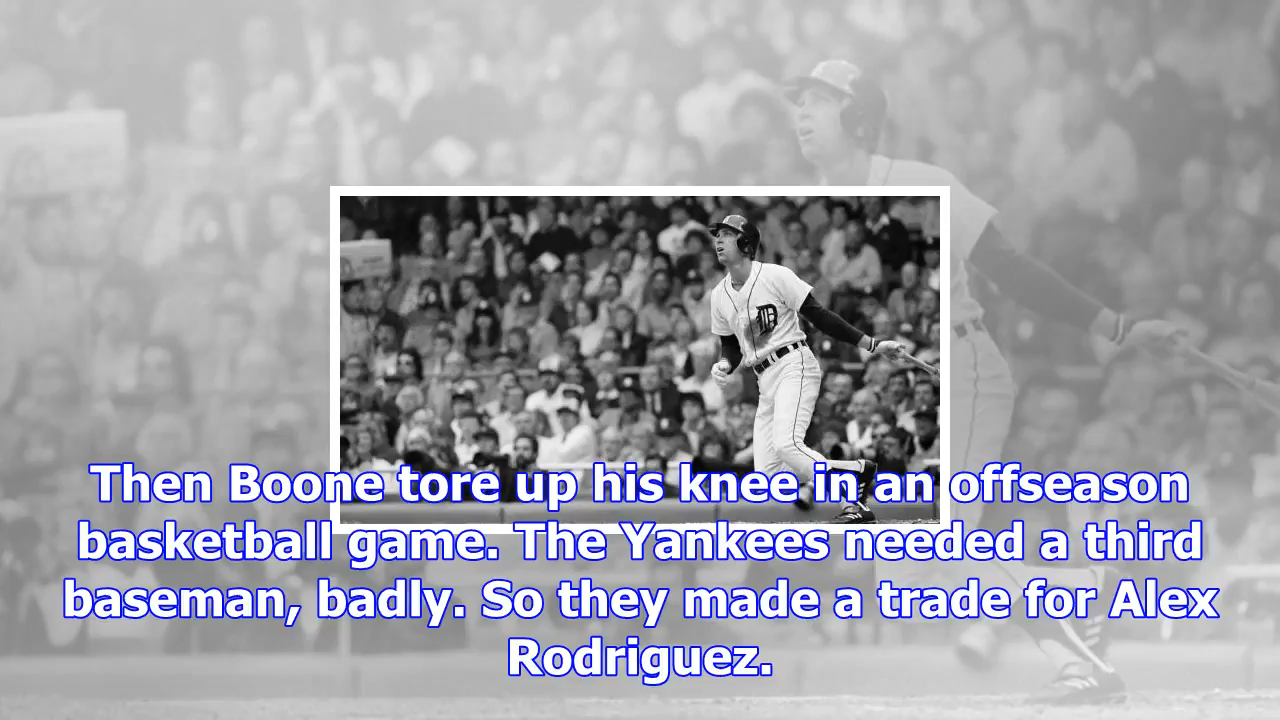 Then Boone tore up his knee in an offseason
basketball game. The Yankees needed a third
baseman, badly. So they made a trade for Alex
Rodriguez.